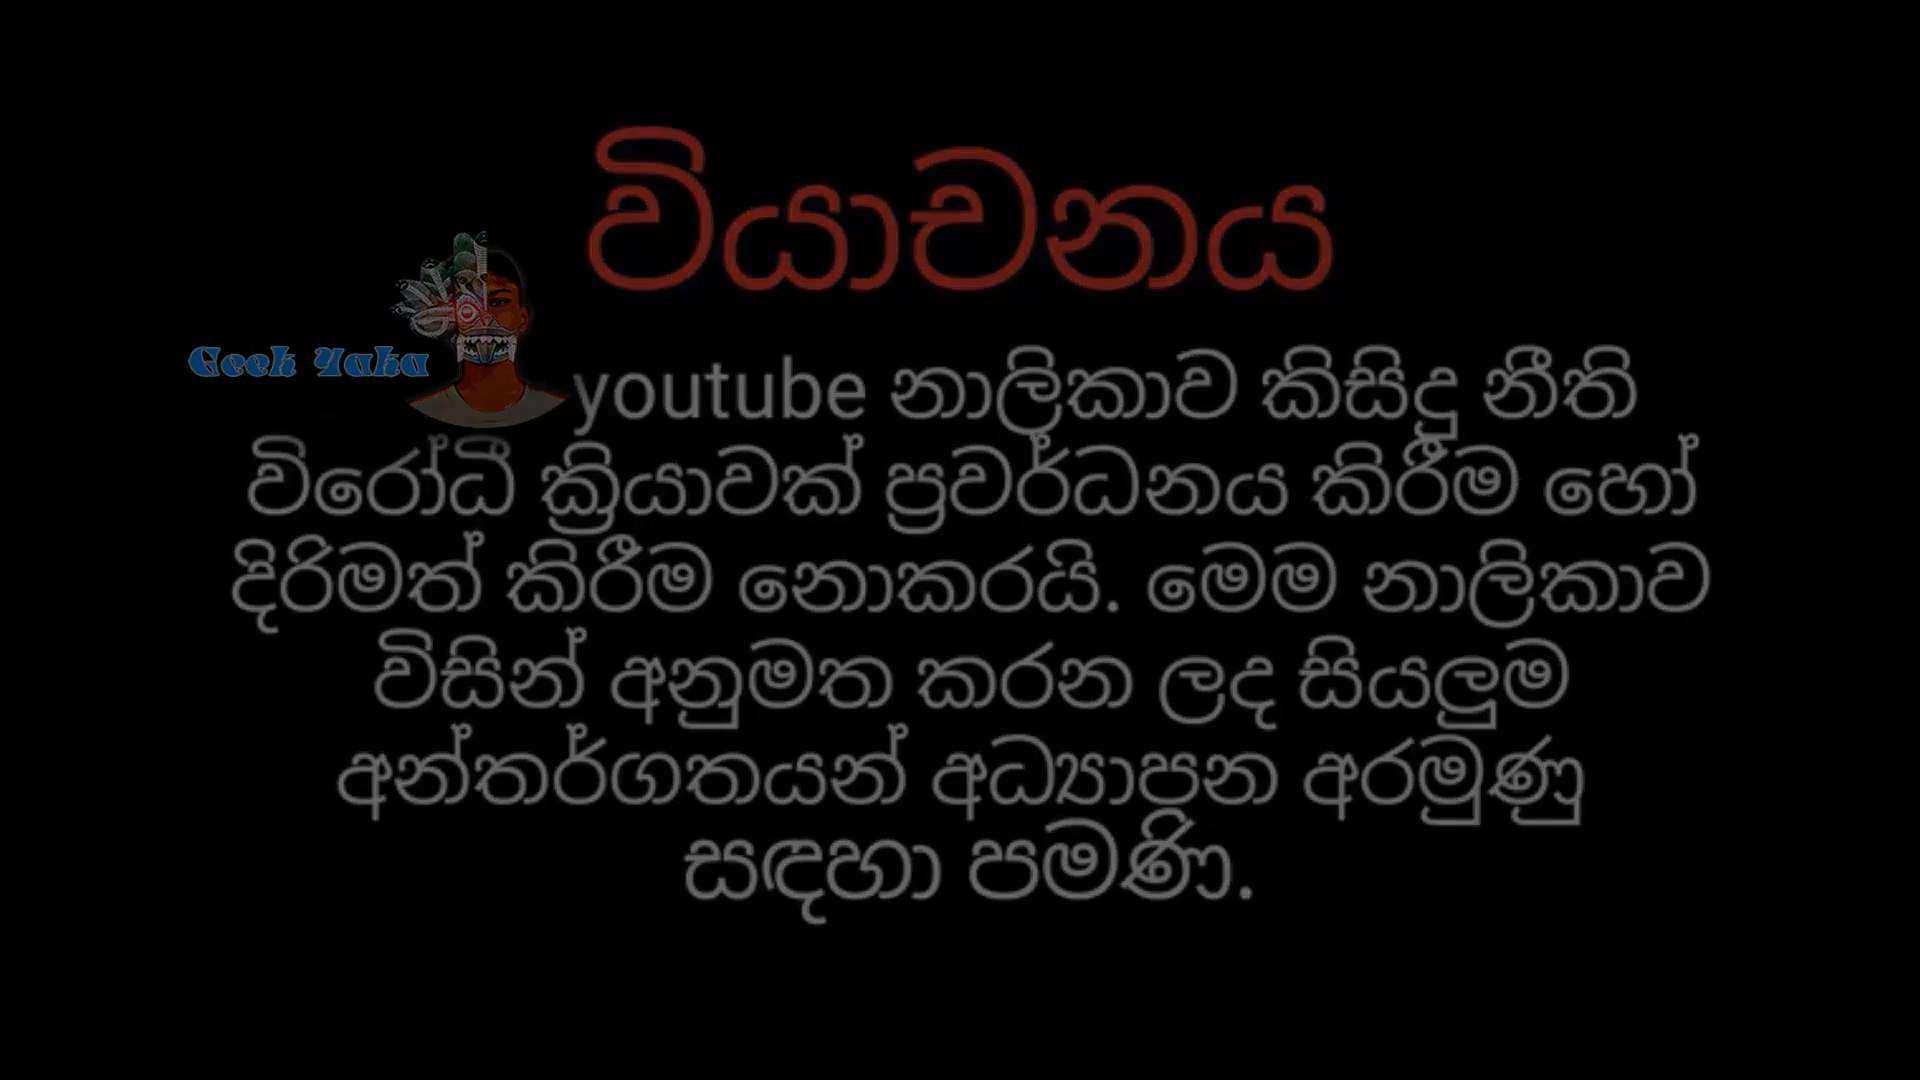 වියාචනය
Geek Yaka youtube නාලිකාව කිසිදු නීති
විරෝධී ක්‍රියාවක් ප්‍රවර්ධනය කිරීම හෝ
දිරිමත් කිරීම නොකරයි. මෙම නාලිකාව
විසින් අනුමත කරන ලද සියලුම
අන්තර්ගතයන් අධ්‍යාපන අරමුණු
සඳහා පමණි.